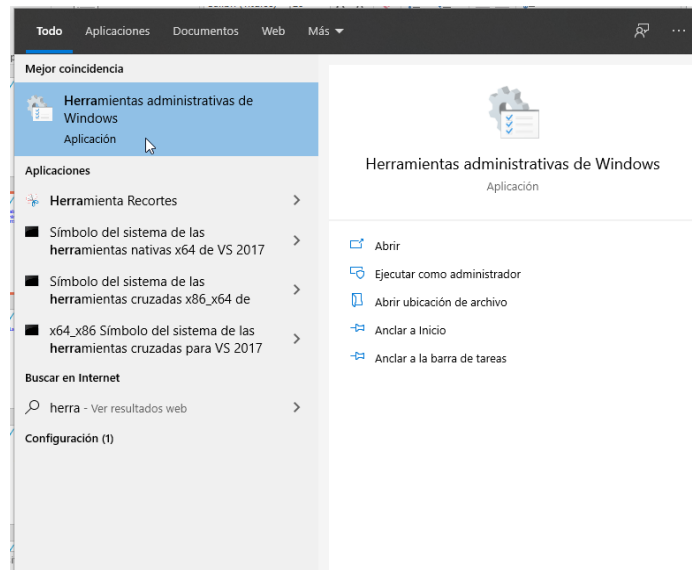 Todo Aplicaciones Documentos Web Más
Mejor coincidencia
Herramientas administrativas de
Windows
Aplicación
Aplicaciones
Herramienta Recortes
Símbolo del sistema de las
herramientas nativas x64 de VS 2017
Símbolo del sistema de las
herramientas cruzadas x86_x64 de
x64_x86 Símbolo del sistema de las
herramientas cruzadas para VS 2017
Buscar en Internet
herra - Ver resultados web
Configuración (1)
Herramientas administrativas de Windows
Aplicación
Abrir
Ejecutar como administrador
Abrir ubicación de archivo
Anclar a Inicio
Anclar a la barra de tareas